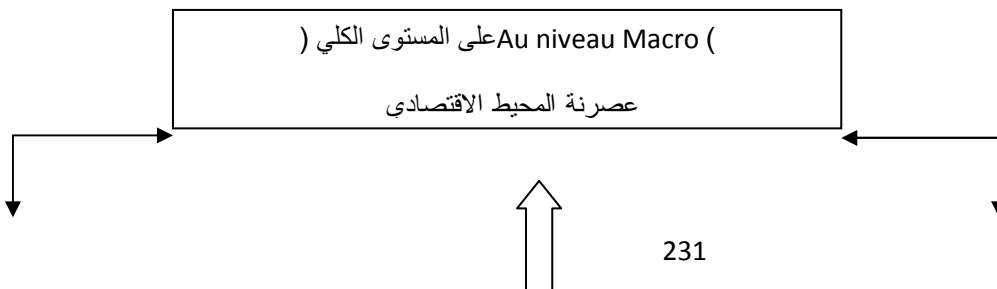 على المستوى الكلي ( Au niveau Macro )
عصرنة المحيط الاقتصادي
231